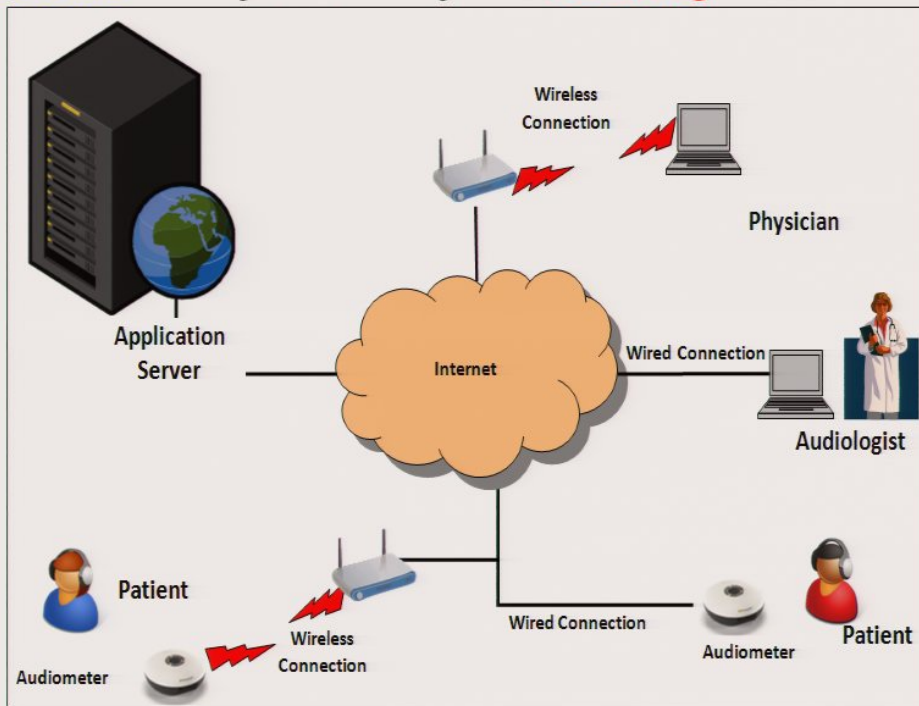 Wireless
Connection
Physician
Application
Server
Internet
Wired Connection
Audiologist
Patient
Wireless
Connection
Audiometer
Wired Connection
Audiometer
Patient